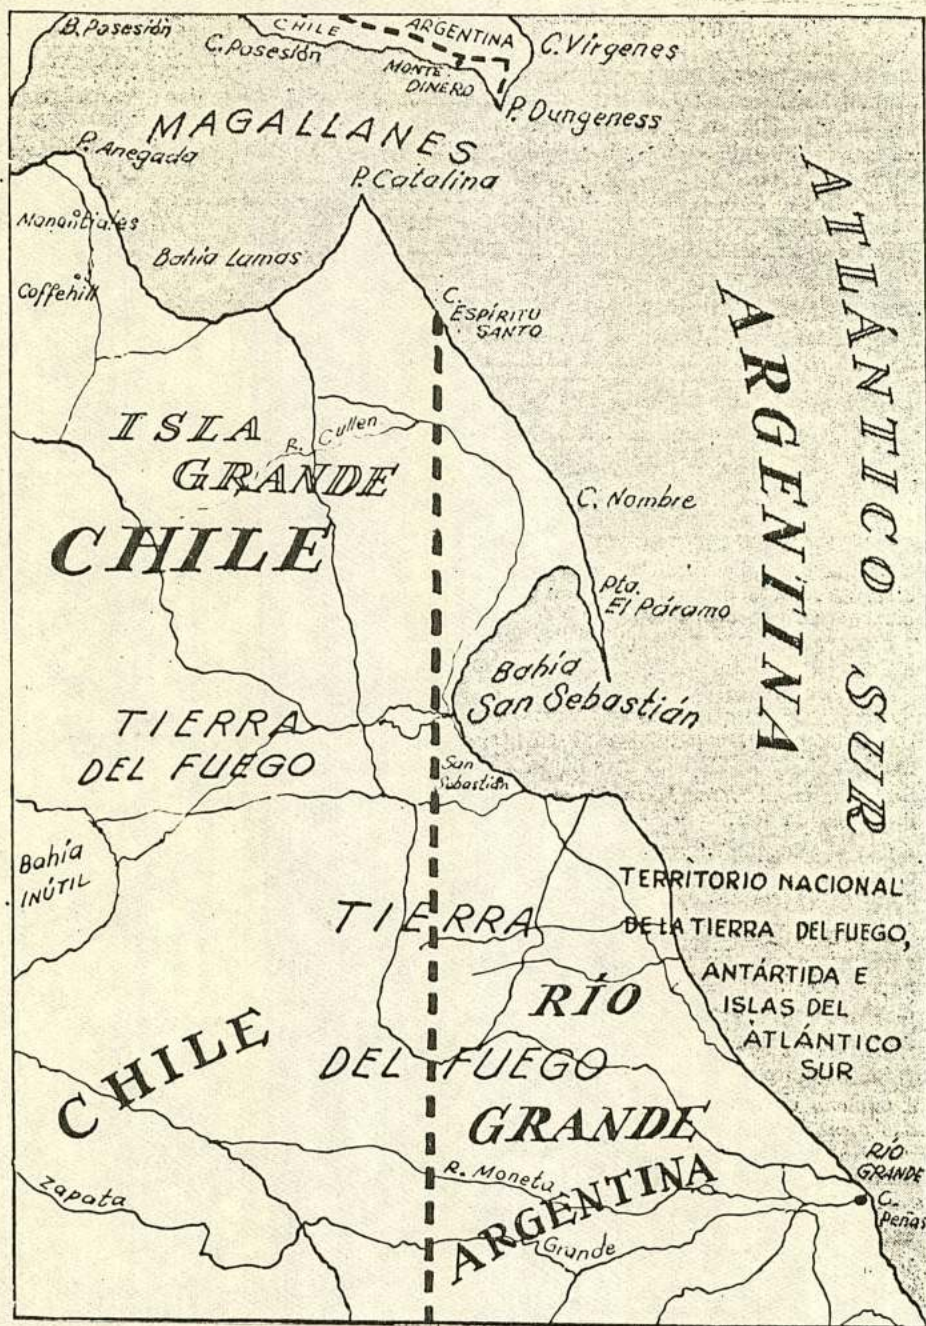 B. Posesión
CHILE
ARGENTINA
C. Posesión
C. Vírgenes
MONTE
DINERO
P. Dungeness
MAGALLANES
P. Anegada
P. Catalina
Manantiales
Bahía Lamas
Coffehill
C.
ESPÍRITU
SANTO
ATLÁNTICO SUR
ARGENTINA
ISLA
GRANDE
R. Cullen
CHILE
C. Nombre
Pta.
El Páramo
Bahía
San Sebastián
TIERRA
DEL FUEGO
San
Sebastián
Bahía
INÚTIL
TERRITORIO NACIONAL
DE LA TIERRA DEL FUEGO,
ANTÁRTIDA E
ISLAS DEL
ATLÁNTICO
SUR
TIERRA
DEL FUEGO
RÍO
GRANDE
CHILE
ARGENTINA
R. Moneta
Grande
Zapata
RÍO
GRANDE
C.
Peñas